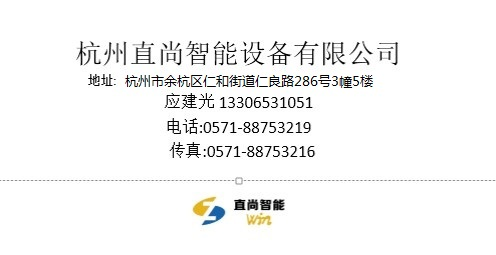 杭州直尚智能设备有限公司
地址: 杭州市余杭区仁和街道仁良路286号3幢5楼
应建光 13306531051
电话:0571-88753219
传真:0571-88753216
直尚智能
Win